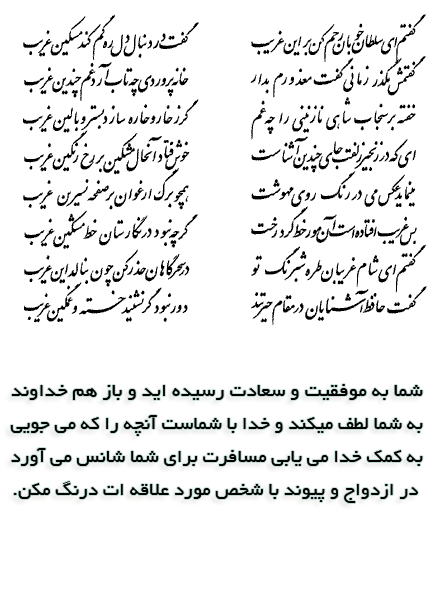 گفتم ای سلطان خوبان رحم کن بر این غریب گفت در دنبال دل ره گم کند مسکین غریب
گفتمش مگذر زمانی گفت معذورم بدار خانه پروردی چه تاب آرد غم چندین غریب
خفته بر سنجاب شاهی نازنینی را چه غم گر ز خار و خاره سازد بستر و بالین غریب
ای که در زنجیر زلفت جای چندین آشناست خوش فتاد آن خال مشکین بر رخ رنگین غریب
مینماید عکس می در رنگ روی مهوشت همچو برگ ارغوان بر صفحه نسرین غریب
بس غریب افتاده است آن مور خط گرد رخت گرچه نبود در نگارستان خط مشکین غریب
گفتم ای شام غریبان طره شبرنگ تو در سحرگاهان حذر کن چون بنالد این غریب
گفت حافظ آشنایان در مقام حیرتند دور نبود گر نشیند خسته و غمگین غریب
شما به موفقیت و سعادت رسیده اید و باز هم خداوند
به شما لطف میکند و خدا با شماست آنچه را که می جویی
به کمک خدا می یابی مسافرت برای شما شانس می آورد
در ازدواج و پیوند با شخص مورد علاقه ات درنگ مکن.